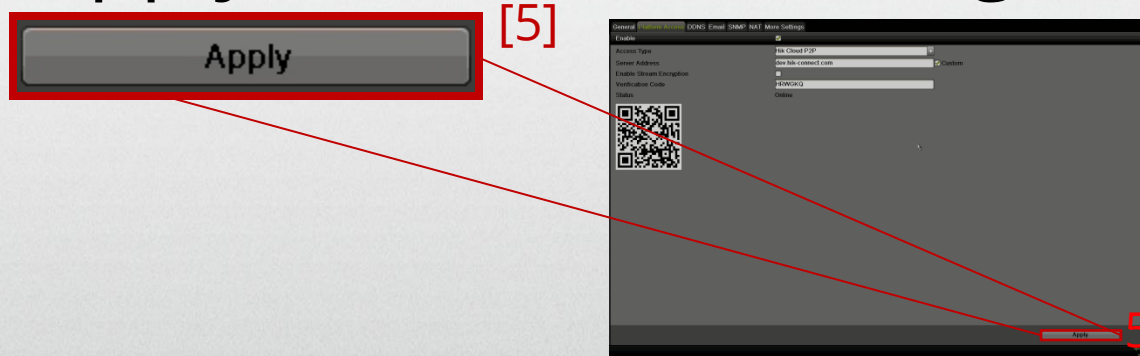 [5]
Apply
General Platform Access DDNS Email SNMP NAT More Settings
Enable
Access Type Hik Cloud P2P
Server Address dev.hik-connect.com Custom
Enable Stream Encryption
Verification Code HRWGKQ
Status Online
Apply